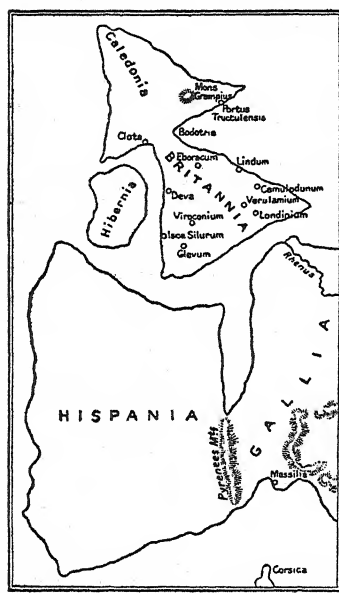 Caledonia
Mons
Grampius
Portus
Tructulensis
Clota
Bodotria
BRITANNIA
Eboracum
Lindum
Camulodunum
Deva
Verulamium
Viroconium
Londinium
Isca Silurum
Glevum
Hibernia
Rhenus
GALLIA
HISPANIA
Pyrenees Mts
Massilia
Corsica